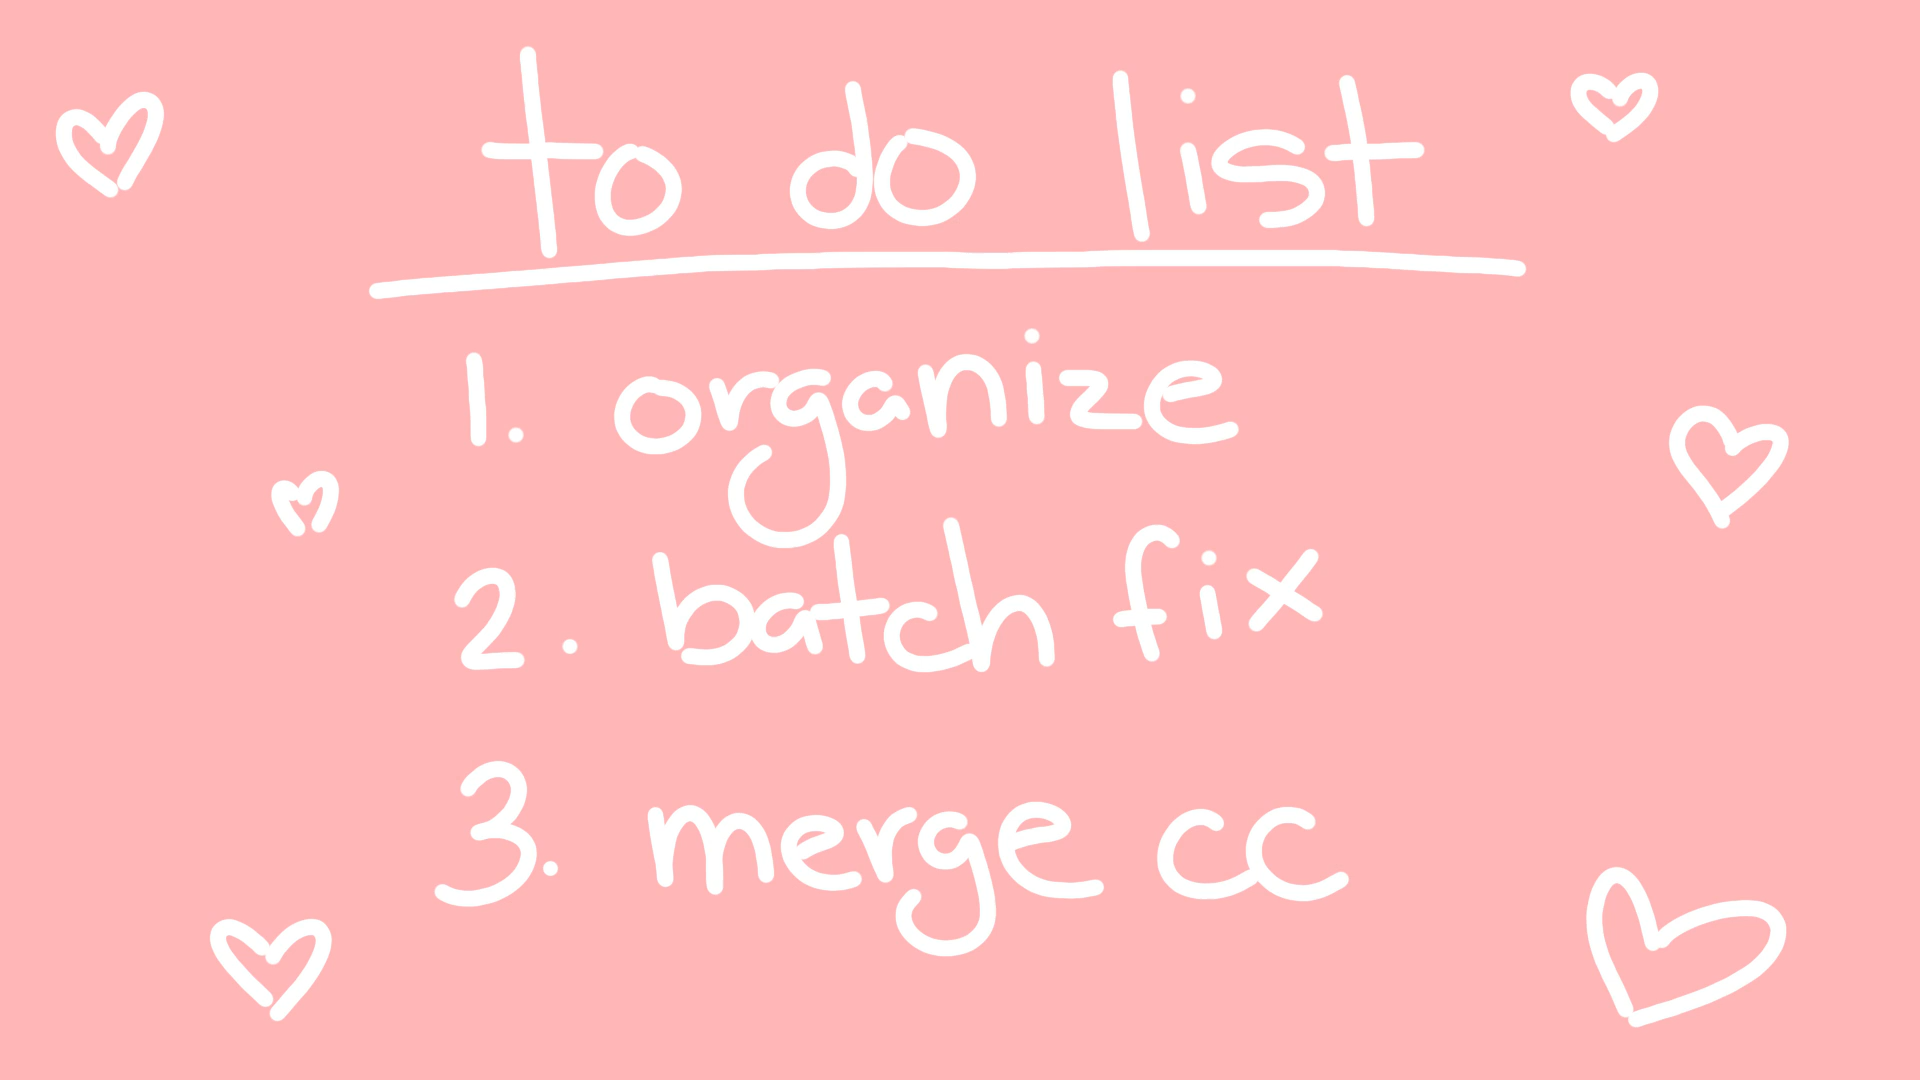 to do list
1. organize
2. batch fix
3. merge cc